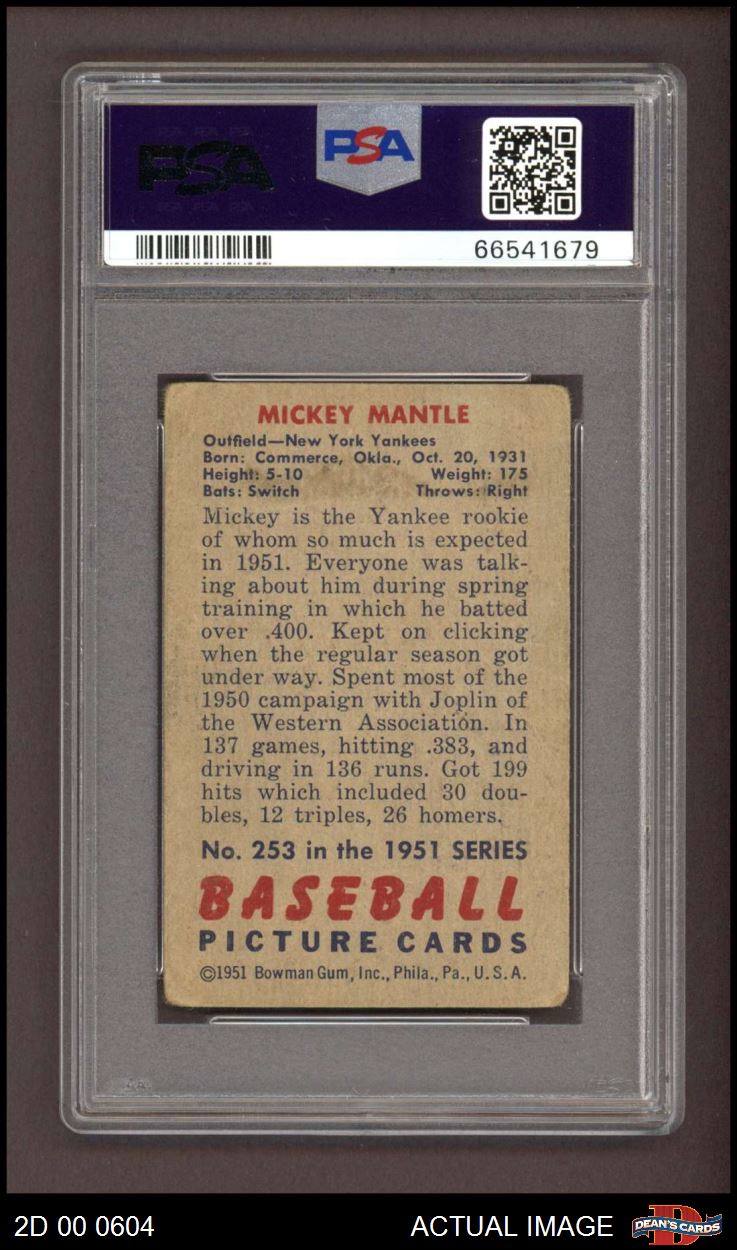 PSA PSA PSA
PSA
PSA PSA PSA
PSA
66541679
MICKEY MANTLE
Outfield—New York Yankees
Born: Commerce, Okla., Oct. 20, 1931
Height: 5-10 Weight: 175
Bats: Switch Throws: Right
Mickey is the Yankee rookie
of whom so much is expected
in 1951. Everyone was talk-
ing about him during spring
training in which he batted
over .400. Kept on clicking
when the regular season got
under way. Spent most of the
1950 campaign with Joplin of
the Western Association. In
137 games, hitting .383, and
driving in 136 runs. Got 199
hits which included 30 dou-
bles, 12 triples, 26 homers.
No. 253 in the 1951 SERIES
BASEBALL
PICTURE CARDS
©1951 Bowman Gum, Inc., Phila., Pa., U.S.A.
2D 00 0604 ACTUAL IMAGE D DEAN'S CARDS